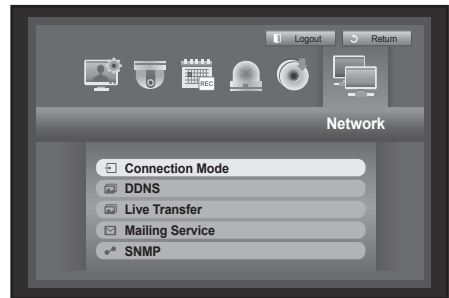 Logout Return
REC
Network
Connection Mode
DDNS
Live Transfer
Mailing Service
SNMP